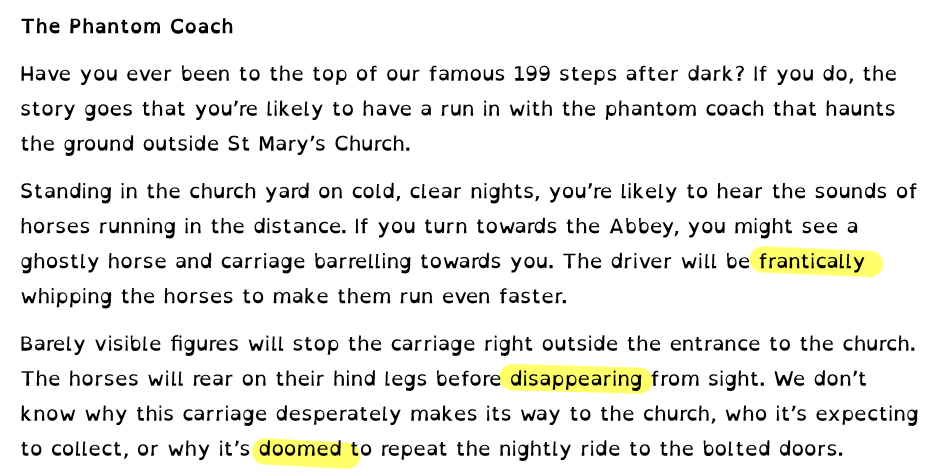 The Phantom Coach
Have you ever been to the top of our famous 199 steps after dark? If you do, the
story goes that you're likely to have a run in with the phantom coach that haunts
the ground outside St Mary's Church.
Standing in the church yard on cold, clear nights, you're likely to hear the sounds of
horses running in the distance. If you turn towards the Abbey, you might see a
ghostly horse and carriage barrelling towards you. The driver will be frantically
whipping the horses to make them run even faster.
Barely visible figures will stop the carriage right outside the entrance to the church.
The horses will rear on their hind legs before disappearing from sight. We don't
know why this carriage desperately makes its way to the church, who it's expecting
to collect, or why it's doomed to repeat the nightly ride to the bolted doors.